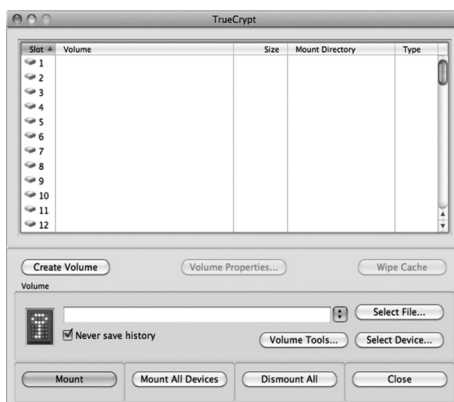 TrueCrypt
Slot Volume Size Mount Directory Type
1
2
3
4
5
6
7
8
9
10
11
12
Create Volume Volume Properties... Wipe Cache
Volume
Select File...
Never save history
Volume Tools... Select Device...
Mount Mount All Devices Dismount All Close